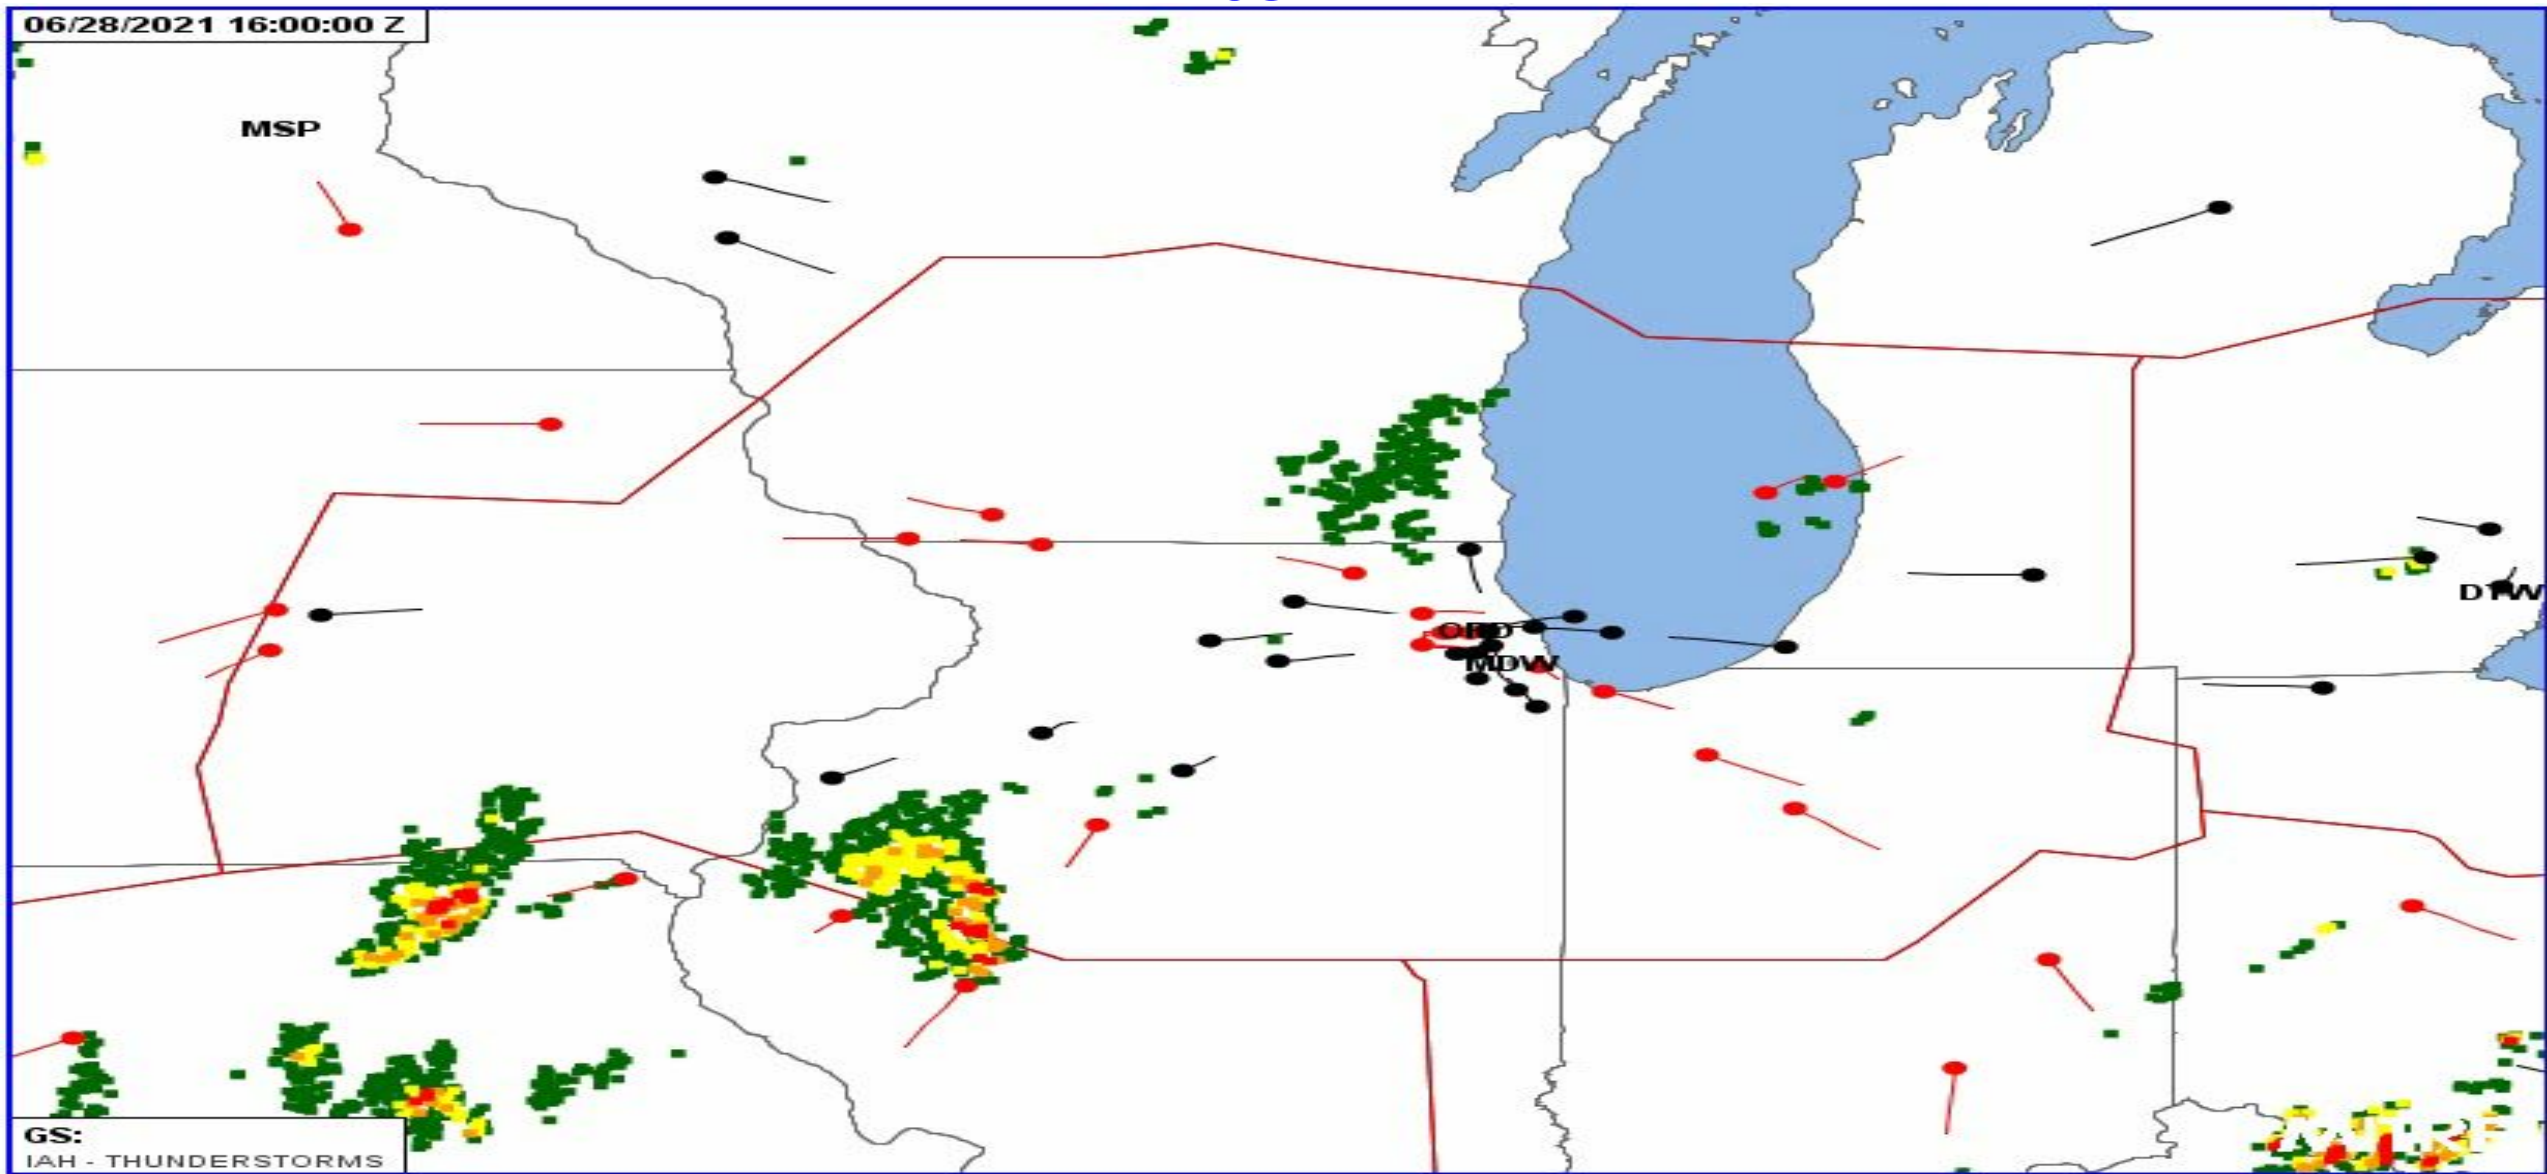 06/28/2021 16:00:00 Z
MSP
DTW
ORD
MDW
GS:
IAH - THUNDERSTORMS